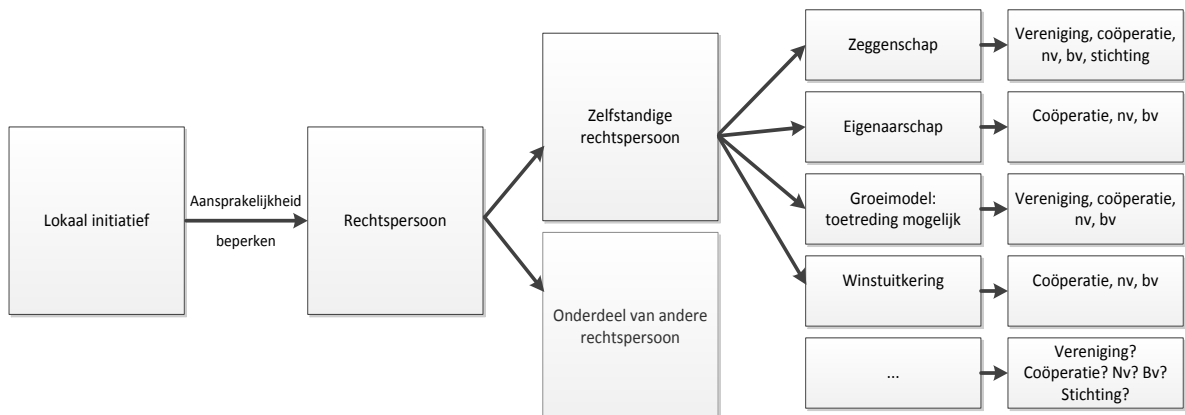 Lokaal initiatief
Aansprakelijkheid
beperken
Rechtspersoon
Zelfstandige
rechtspersoon
Onderdeel van andere
rechtspersoon
Zeggenschap
Vereniging, coöperatie,
nv, bv, stichting
Eigenaarschap
Coöperatie, nv, bv
Groeimodel:
toetreding mogelijk
Vereniging, coöperatie,
nv, bv
Winstuitkering
Coöperatie, nv, bv
...
Vereniging?
Coöperatie? Nv? Bv?
Stichting?